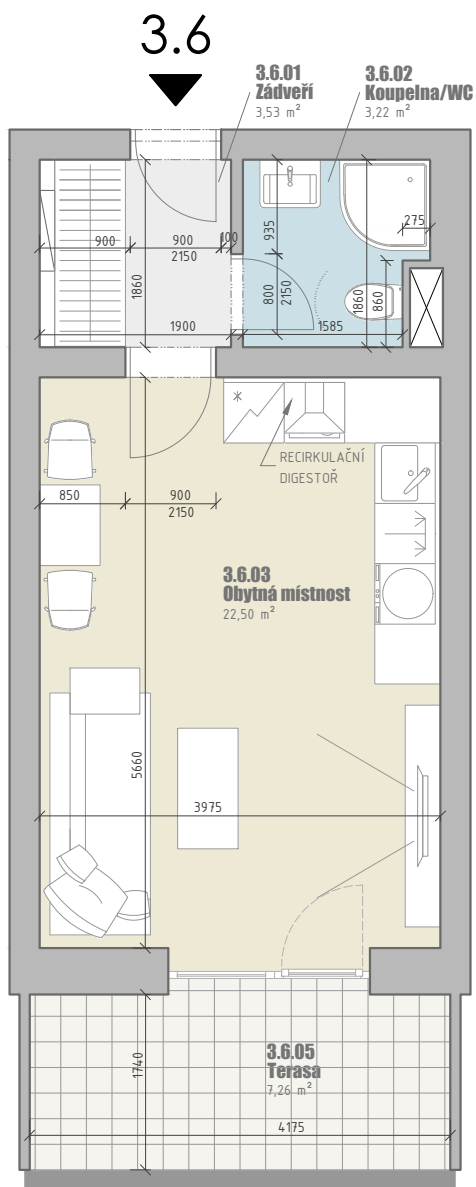 3.6
3.6.01
Zádveří
3,53 m²
3.6.02
Koupelna/WC
3,22 m²
275
900
900
2150
100
935
1860
800
2150
1860
860
1900
1585
RECIRKULAČNÍ
DIGESTOŘ
850
900
2150
3.6.03
Obytná místnost
22,50 m²
5660
3975
3.6.05
Terasa
7,26 m²
1740
4175